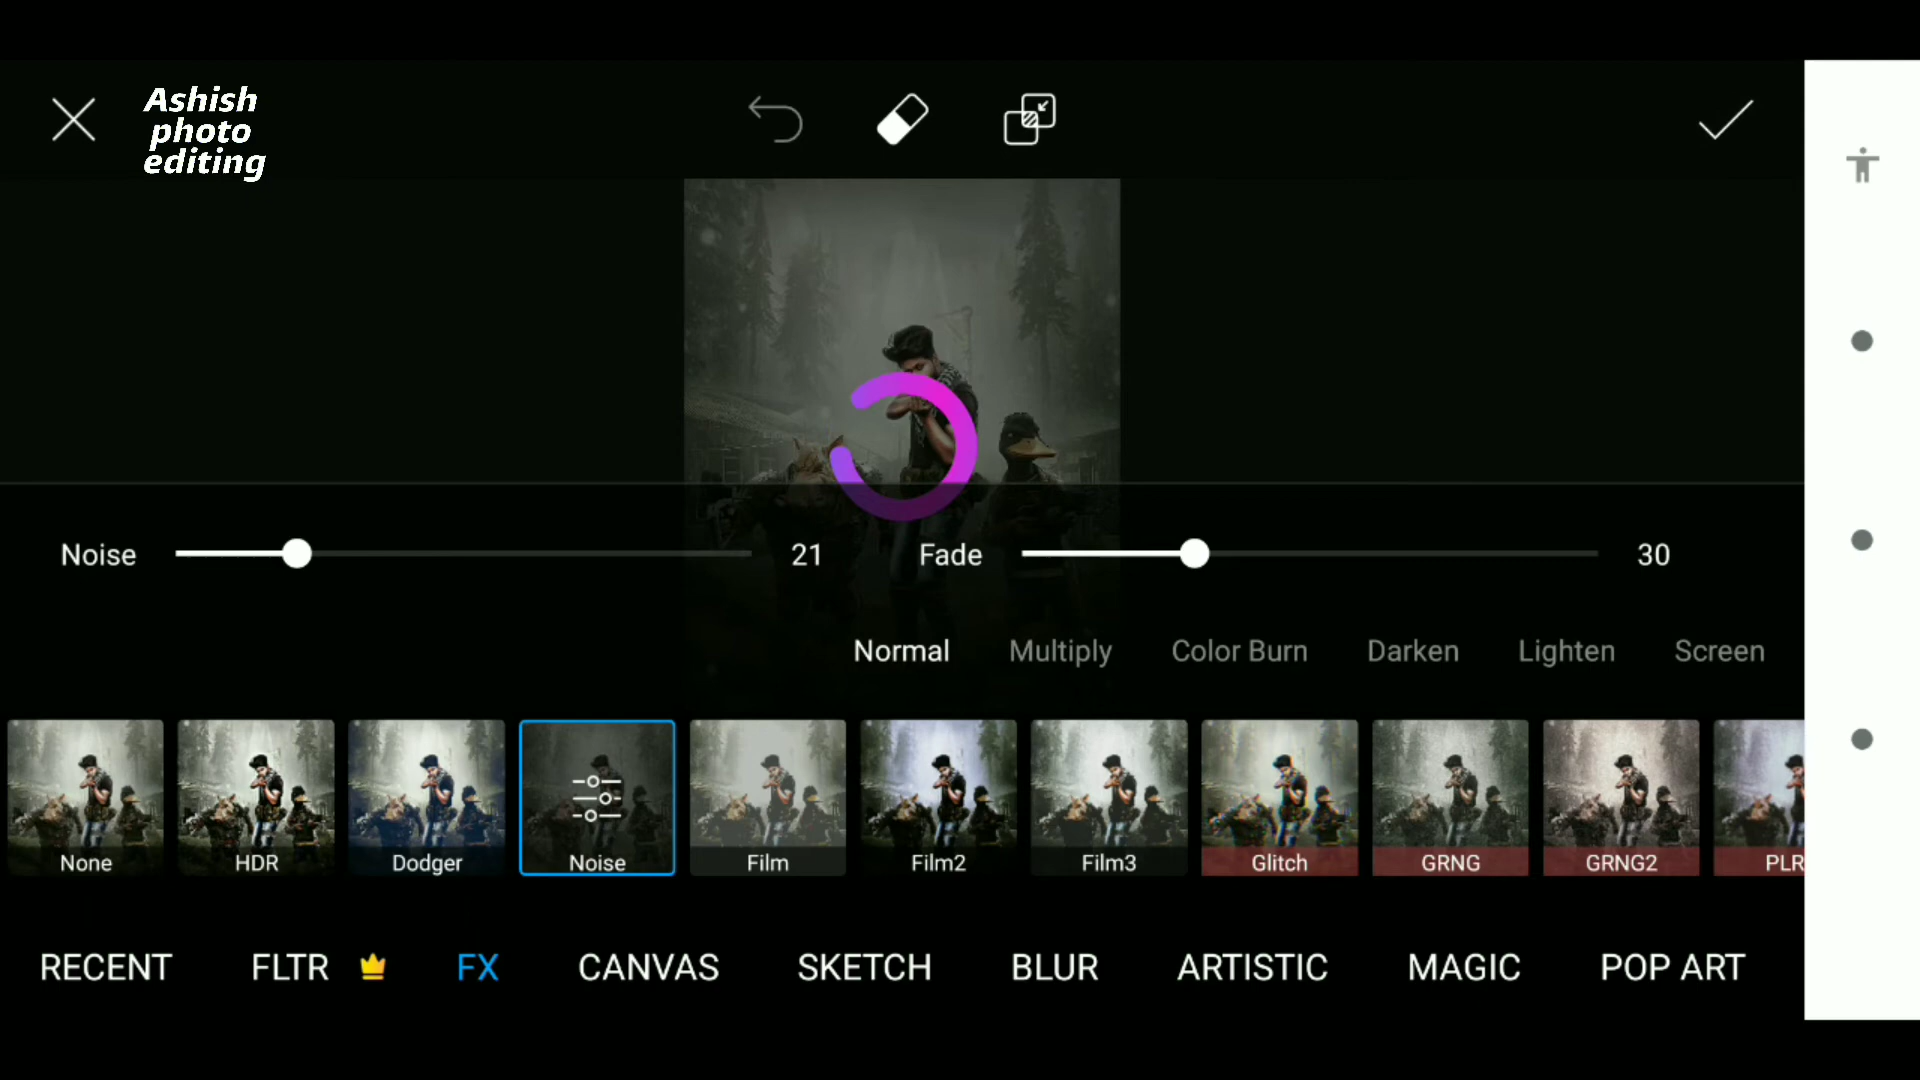 Ashish
photo
editing
Noise 21 Fade 30
Normal Multiply Color Burn Darken Lighten Screen
None HDR Dodger Noise Film Film2 Film3 Glitch GRNG GRNG2 PLR
RECENT FLTR FX CANVAS SKETCH BLUR ARTISTIC MAGIC POP ART